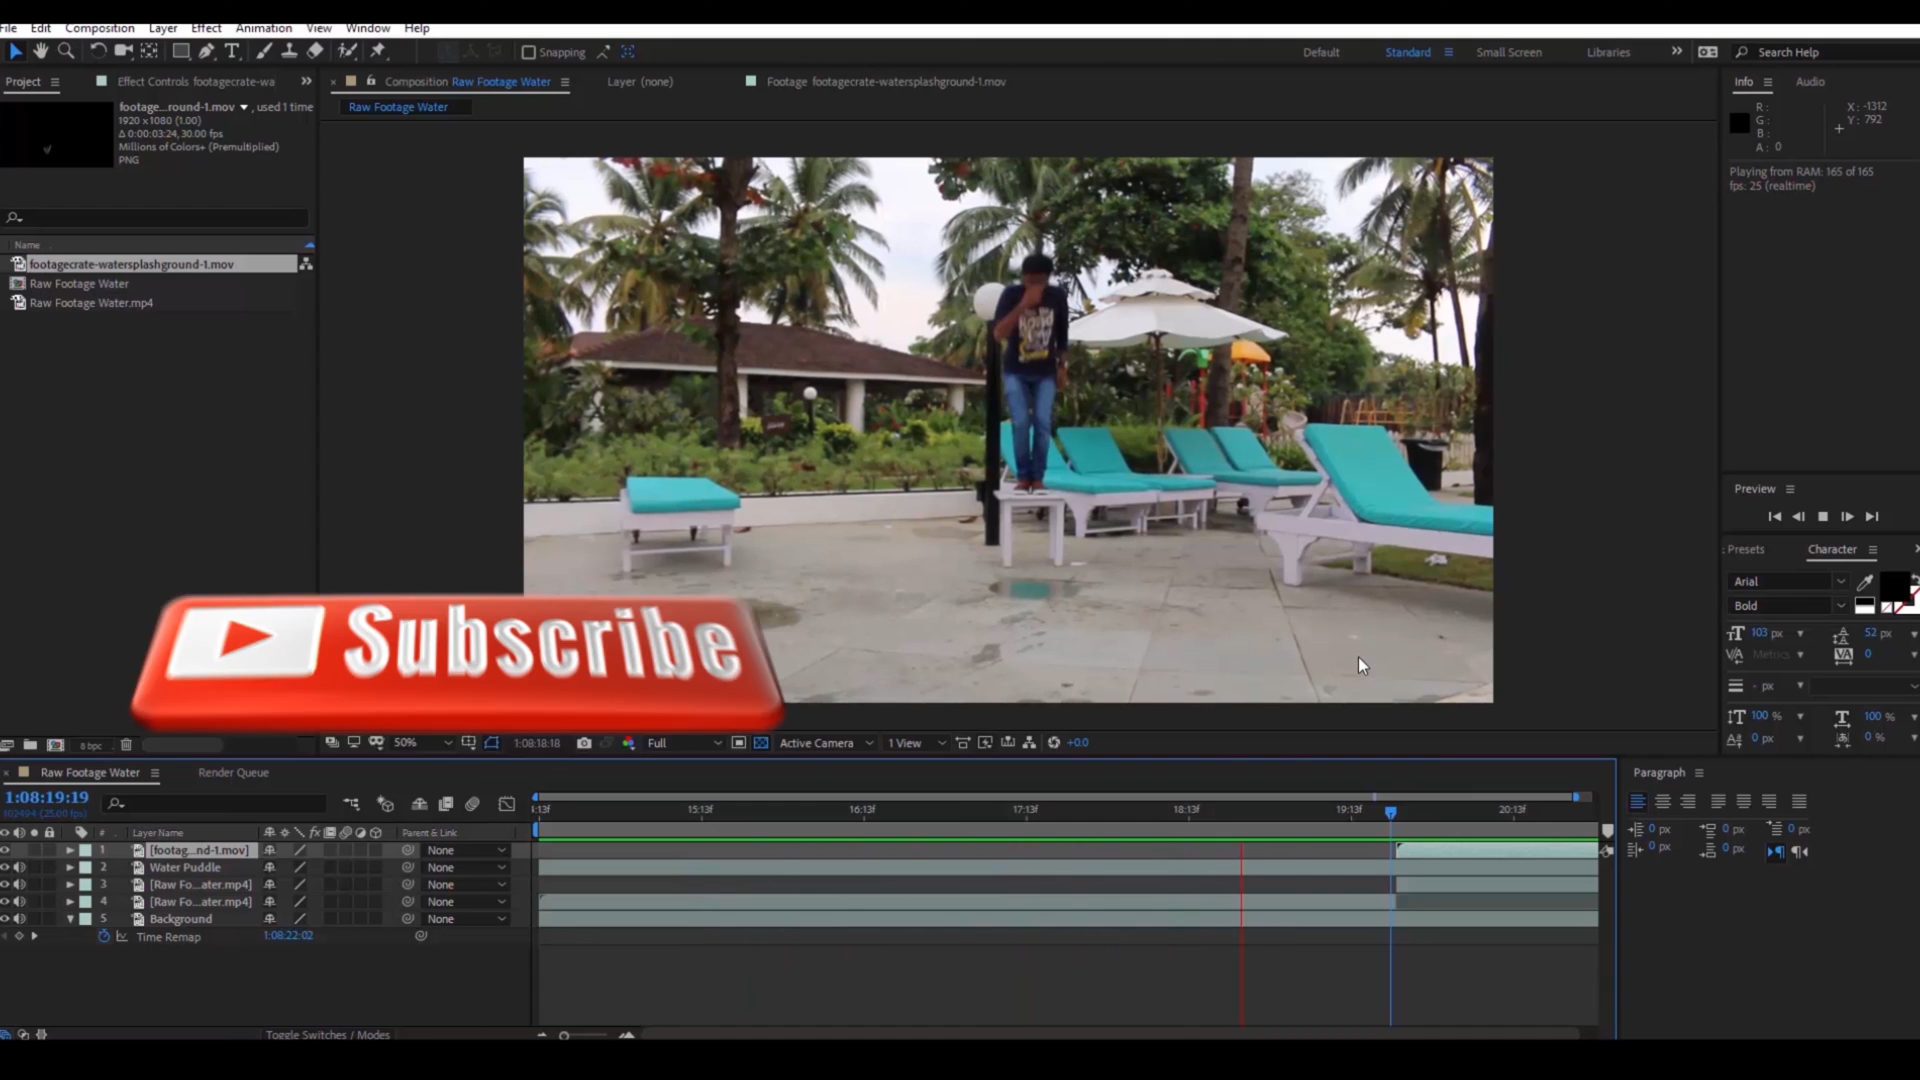 File Edit Composition Layer Effect Animation View Window Help
Snapping
Default Standard Small Screen Libraries Search Help
Project Effect Controls footagecrate-wa
footage...round-1.mov , used 1 time
1920 x 1080 (1.00)
Δ 0:00:03:24, 30.00 fps
Millions of Colors+ (Premultiplied)
PNG
Name
footagecrate-watersplashground-1.mov
Raw Footage Water
Raw Footage Water.mp4
Composition Raw Footage Water Layer (none) Footage footagecrate-watersplashground-1.mov
Raw Footage Water
Info Audio
R: X: -1312
G: Y: 792
B:
A: 0
Playing from RAM: 165 of 165
fps: 25 (realtime)
Preview
Presets Character
Arial
Bold
103 px 52 px
Metrics 0
- px
100 % 100 %
0 px 0 %
Subscribe
8 bpc
50% 1:08:18:18 Full Active Camera 1 View +0.0
Raw Footage Water Render Queue
1:08:19:19
102494 (25.00 fps)
:13f 15:13f 16:13f 17:13f 18:13f 19:13f 20:13f
# Layer Name Parent & Link
1 [footag...nd-1.mov] None
2 Water Puddle None
3 [Raw Fo...ater.mp4] None
4 [Raw Fo...ater.mp4] None
5 Background None
Time Remap 1:08:22:02
Toggle Switches / Modes
Paragraph
0 px 0 px 0 px
0 px 0 px